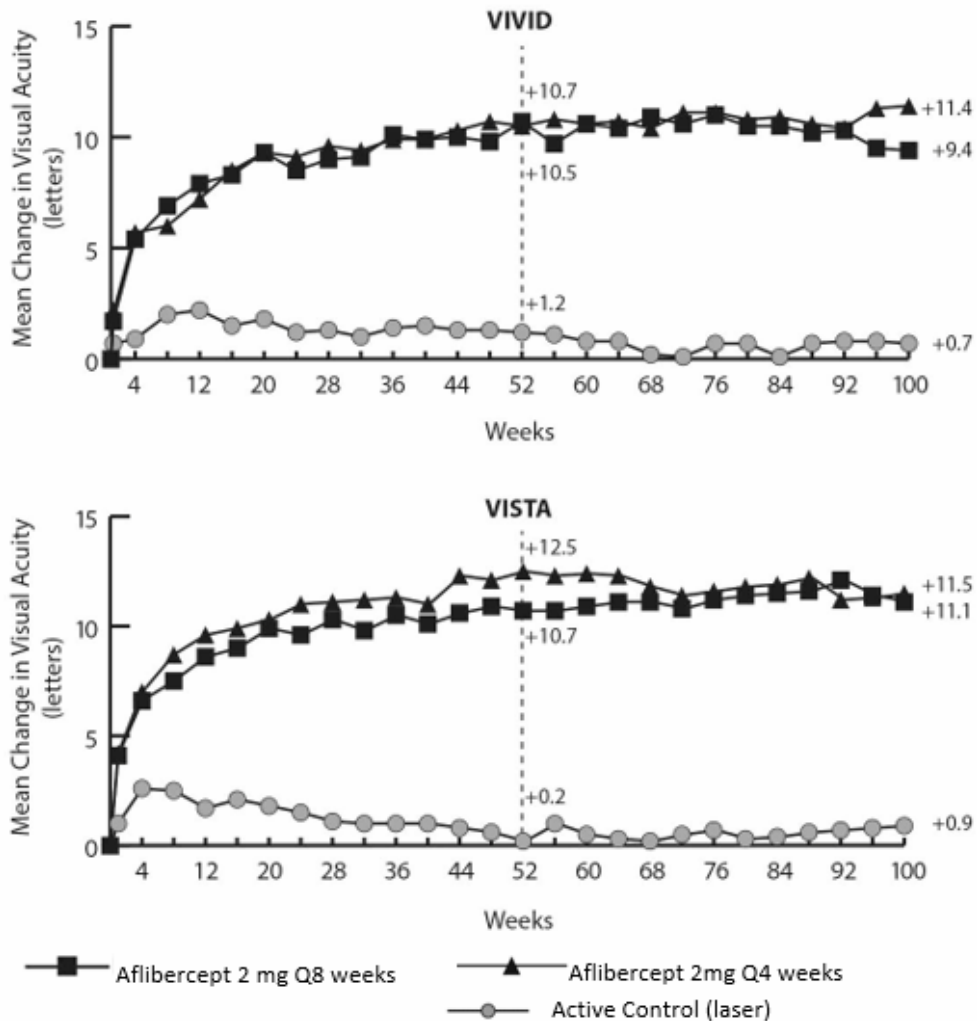 VIVID
Mean Change in Visual Acuity
(letters)
15
10
5
0
+10.7
+10.5
+1.2
+11.4
+9.4
+0.7
4 12 20 28 36 44 52 60 68 76 84 92 100
Weeks
VISTA
Mean Change in Visual Acuity
(letters)
15
10
5
0
+12.5
+10.7
+0.2
+11.5
+11.1
+0.9
4 12 20 28 36 44 52 60 68 76 84 92 100
Weeks
Aflibercept 2 mg Q8 weeks
Aflibercept 2mg Q4 weeks
Active Control (laser)